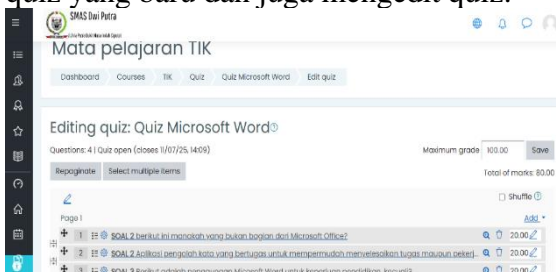 quiz yang baru dan juga mengedit quiz.
SMAS Dwi Putra
Mata pelajaran TIK
Dashboard Courses TIK Quiz Quiz Microsoft Word Edit quiz
Editing quiz: Quiz Microsoft Word
Questions: 4 | Quiz open (closes 11/07/25, 14:09)
Maximum grade 100.00 Save
Repaginate Select multiple items
Total of marks: 80.00
Shuffle
Page 1
Add
1 SOAL 2 berikut ini manakah yang bukan bagian dari Microsoft Office? 20.00
2 SOAL 2 Aplikasi pengolah kata yang bertugas untuk mempermudah menyelesaikan tugas maupun pekerj... 20.00
3 SOAL 3 Berikut adalah penggunaan Microsoft Word untuk keperluan pendidikan, kecuali? 20.00